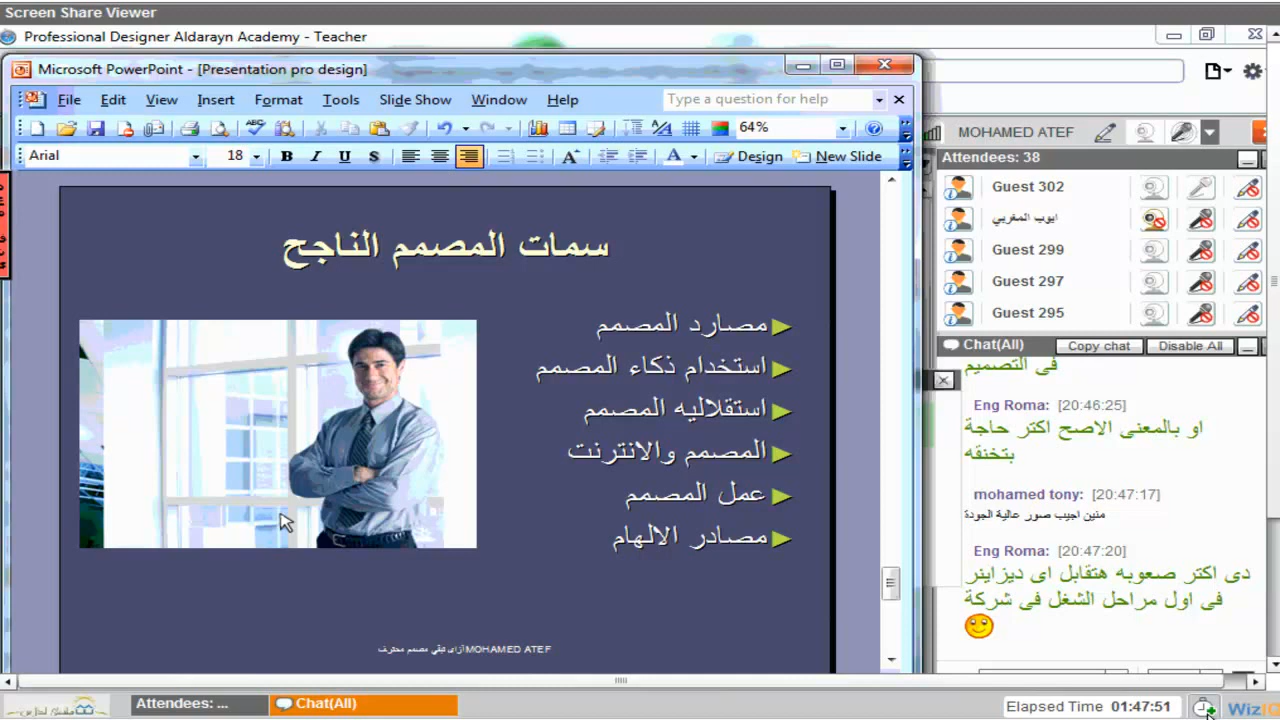 Screen Share Viewer
Professional Designer Aldarayn Academy - Teacher
Microsoft PowerPoint - [Presentation pro design]
File Edit View Insert Format Tools Slide Show Window Help
Type a question for help
64%
Arial 18 Design New Slide
سمات المصمم الناجح
مصارد المصمم
استخدام ذكاء المصمم
استقلاليه المصمم
المصمم والانترنت
عمل المصمم
مصادر الالهام
MOHAMED ATEF ازاى تبقي مصمم محترف
MOHAMED ATEF
Attendees: 38
Guest 302
ايوب المغربي
Guest 299
Guest 297
Guest 295
Chat(All) Copy chat Disable All
فى التصميم
Eng Roma: [20:46:25]
او بالمعنى الاصح اكتر حاجة
بتخنقه
mohamed tony: [20:47:17]
منين اجيب صور عالية الجودة
Eng Roma: [20:47:20]
دى اكتر صعوبه هتقابل اى ديزاينر
فى اول مراحل الشغل فى شركة
Attendees: ...
Chat(All)
Elapsed Time 01:47:51